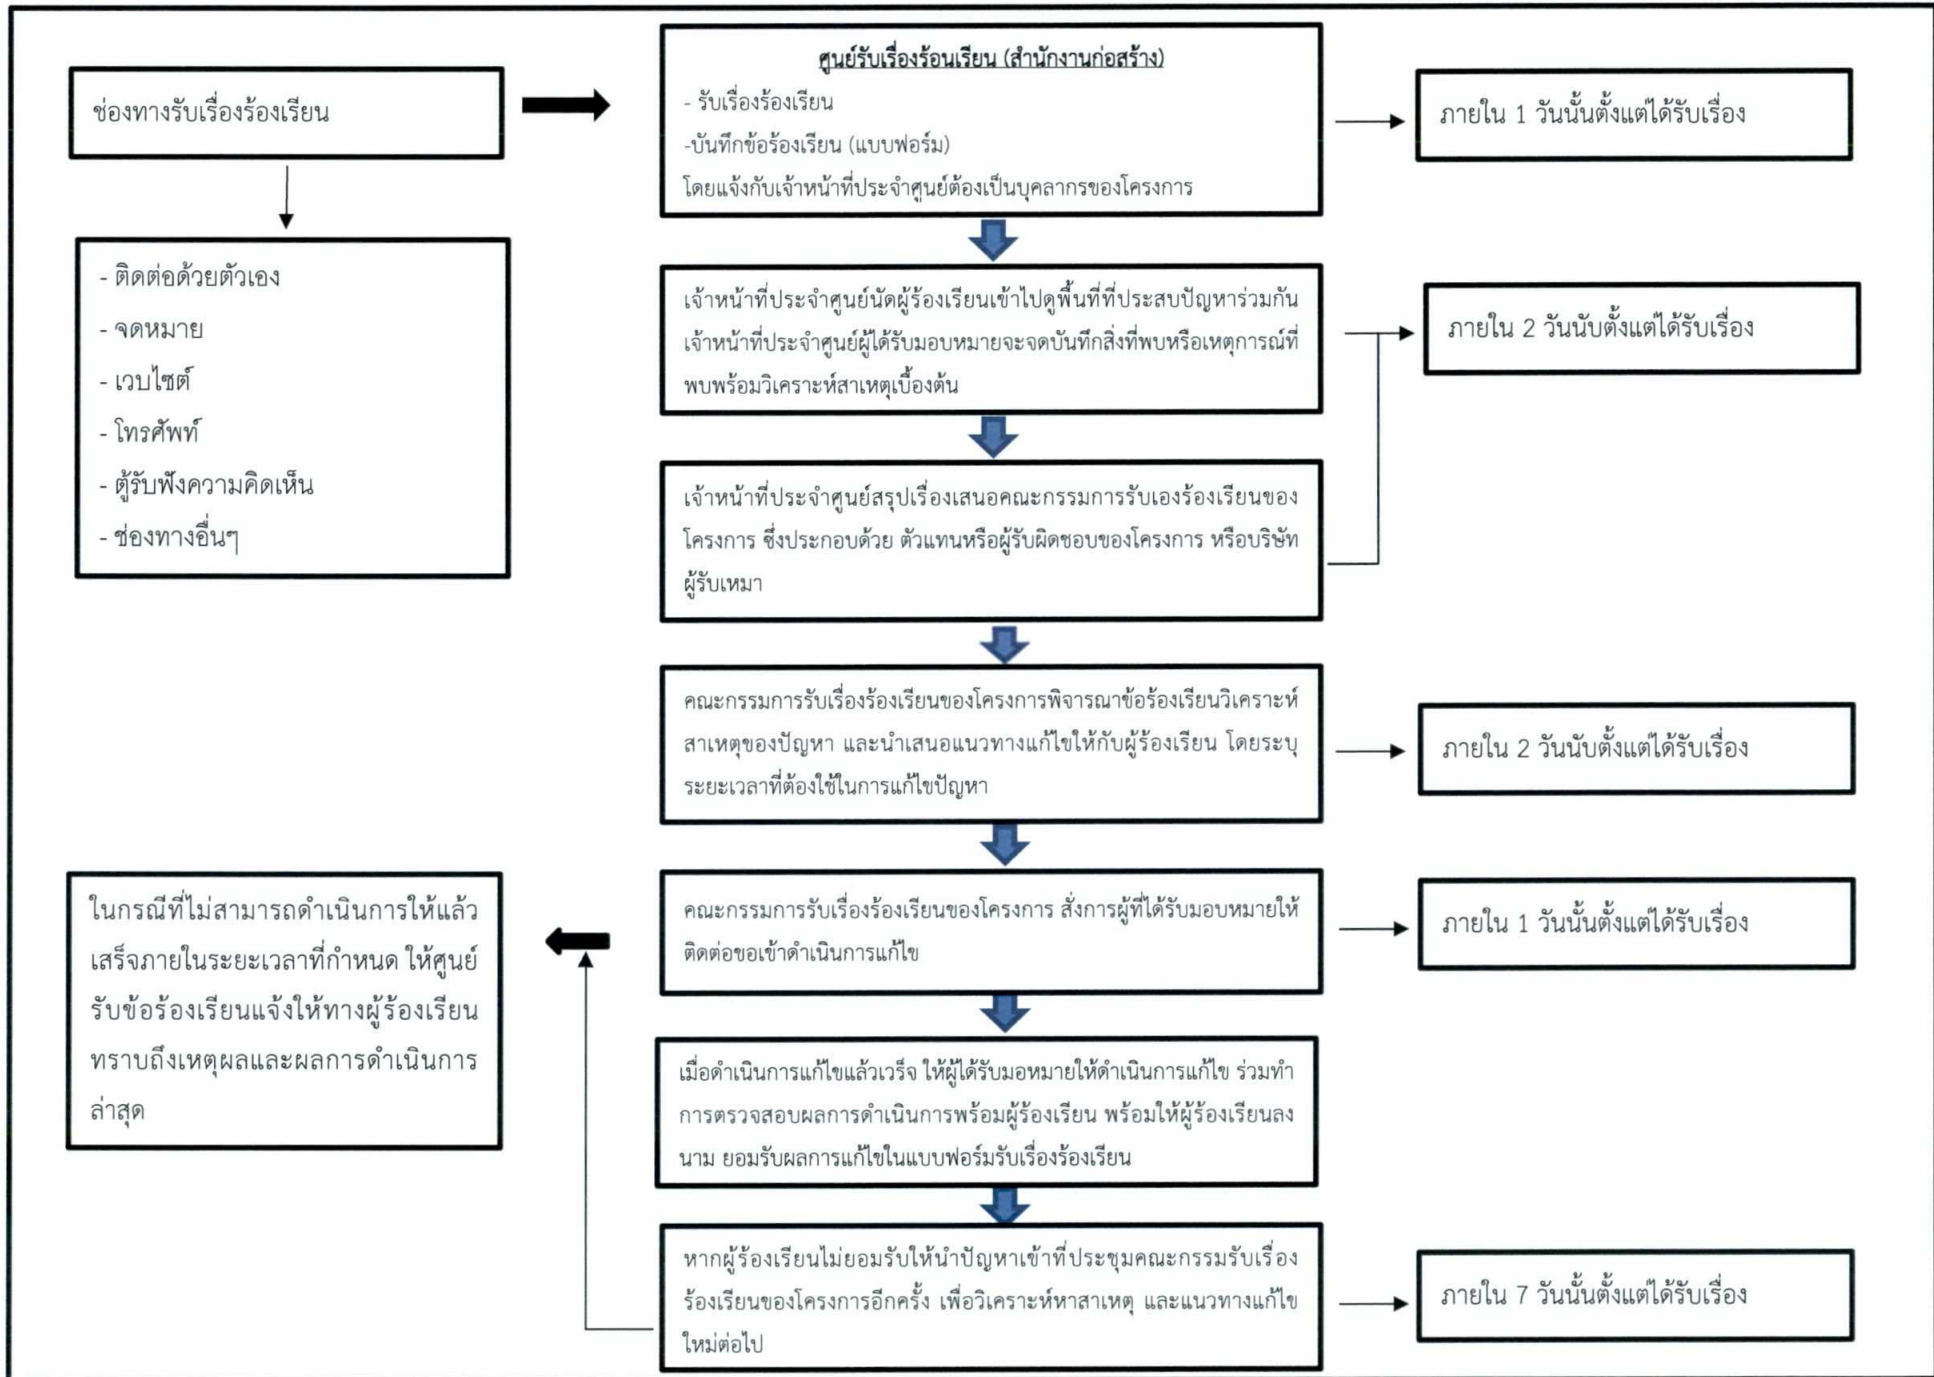 ช่องทางรับเรื่องร้องเรียน
- ติดต่อด้วยตัวเอง
- จดหมาย
- เวบไซต์
- โทรศัพท์
- ตู้รับฟังความคิดเห็น
- ช่องทางอื่นๆ
ศูนย์รับเรื่องร้อนเรียน (สำนักงานก่อสร้าง)
- รับเรื่องร้องเรียน
-บันทึกข้อร้องเรียน (แบบฟอร์ม)
โดยแจ้งกับเจ้าหน้าที่ประจำศูนย์ต้องเป็นบุคลากรของโครงการ
ภายใน 1 วันนั้นตั้งแต่ได้รับเรื่อง
เจ้าหน้าที่ประจำศูนย์นัดผู้ร้องเรียนเข้าไปดูพื้นที่ที่ประสบปัญหาร่วมกัน
เจ้าหน้าที่ประจำศูนย์ผู้ได้รับมอบหมายจะจดบันทึกสิ่งที่พบหรือเหตุการณ์ที่
พบพร้อมวิเคราะห์สาเหตุเบื้องต้น
ภายใน 2 วันนับตั้งแต่ได้รับเรื่อง
เจ้าหน้าที่ประจำศูนย์สรุปเรื่องเสนอคณะกรรมการรับเองร้องเรียนของ
โครงการ ซึ่งประกอบด้วย ตัวแทนหรือผู้รับผิดชอบของโครงการ หรือบริษัท
ผู้รับเหมา
คณะกรรมการรับเรื่องร้องเรียนของโครงการพิจารณาข้อร้องเรียนวิเคราะห์
สาเหตุของปัญหา และนำเสนอแนวทางแก้ไขให้กับผู้ร้องเรียน โดยระบุ
ระยะเวลาที่ต้องใช้ในการแก้ไขปัญหา
ภายใน 2 วันนับตั้งแต่ได้รับเรื่อง
คณะกรรมการรับเรื่องร้องเรียนของโครงการ สั่งการผู้ที่ได้รับมอบหมายให้
ติดต่อขอเข้าดำเนินการแก้ไข
ภายใน 1 วันนั้นตั้งแต่ได้รับเรื่อง
ในกรณีที่ไม่สามารถดำเนินการให้แล้ว
เสร็จภายในระยะเวลาที่กำหนด ให้ศูนย์
รับข้อร้องเรียนแจ้งให้ทางผู้ร้องเรียน
ทราบถึงเหตุผลและผลการดำเนินการ
ล่าสุด
เมื่อดำเนินการแก้ไขแล้วเวร็จ ให้ผู้ได้รับมอหมายให้ดำเนินการแก้ไข ร่วมทำ
การตรวจสอบผลการดำเนินการพร้อมผู้ร้องเรียน พร้อมให้ผู้ร้องเรียนลง
นาม ยอมรับผลการแก้ไขในแบบฟอร์มรับเรื่องร้องเรียน
หากผู้ร้องเรียนไม่ยอมรับให้นำปัญหาเข้าที่ประชุมคณะกรรมรับเรื่อง
ร้องเรียนของโครงการอีกครั้ง เพื่อวิเคราะห์หาสาเหตุ และแนวทางแก้ไข
ใหม่ต่อไป
ภายใน 7 วันนั้นตั้งแต่ได้รับเรื่อง